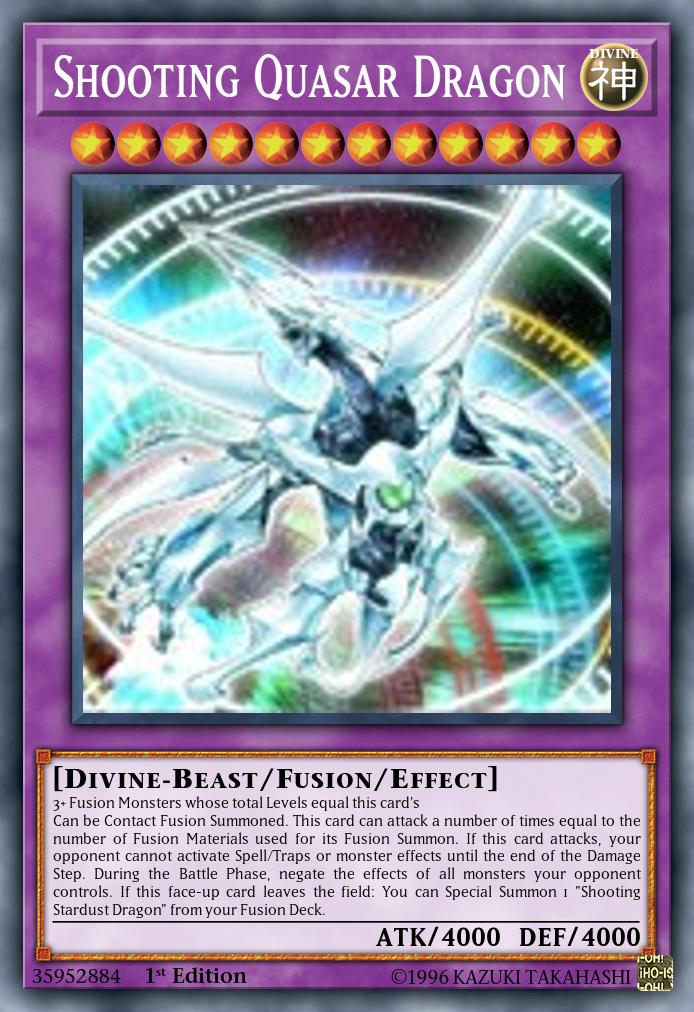 SHOOTING QUASAR DRAGON
DIVINE
神
[DIVINE-BEAST/FUSION/EFFECT]
3+ Fusion Monsters whose total Levels equal this card's
Can be Contact Fusion Summoned. This card can attack a number of times equal to the
number of Fusion Materials used for its Fusion Summon. If this card attacks, your
opponent cannot activate Spell/Traps or monster effects until the end of the Damage
Step. During the Battle Phase, negate the effects of all monsters your opponent
controls. If this face-up card leaves the field: You can Special Summon 1 "Shooting
Stardust Dragon" from your Fusion Deck.
ATK/4000 DEF/4000
35952884 1st Edition ©1996 KAZUKI TAKAHASHI